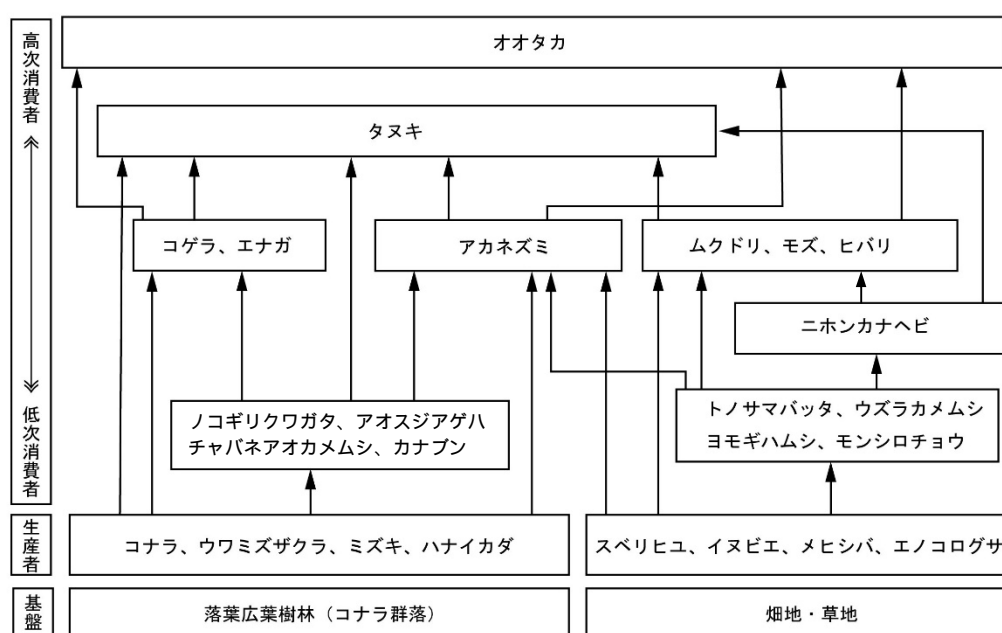 高次消費者
オオタカ
タヌキ
コゲラ、エナガ
アカネズミ
ムクドリ、モズ、ヒバリ
ニホンカナヘビ
低次消費者
ノコギリクワガタ、アオスジアゲハ
チャバネアオカメムシ、カナブン
トノサマバッタ、ウズラカメムシ
ヨモギハムシ、モンシロチョウ
生産者
コナラ、ウワミズザクラ、ミズキ、ハナイカダ
スベリヒユ、イヌビエ、メヒシバ、エノコログサ
基盤
落葉広葉樹林（コナラ群落）
畑地・草地